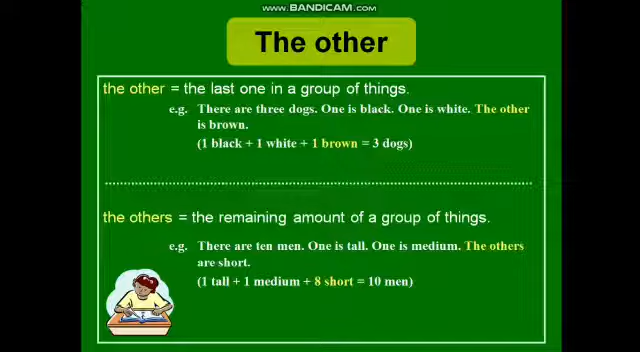 www.BANDICAM.com
The other
the other = the last one in a group of things.
e.g. There are three dogs. One is black. One is white. The other
is brown.
(1 black + 1 white + 1 brown = 3 dogs)
the others = the remaining amount of a group of things.
e.g. There are ten men. One is tall. One is medium. The others
are short.
(1 tall + 1 medium + 8 short = 10 men)